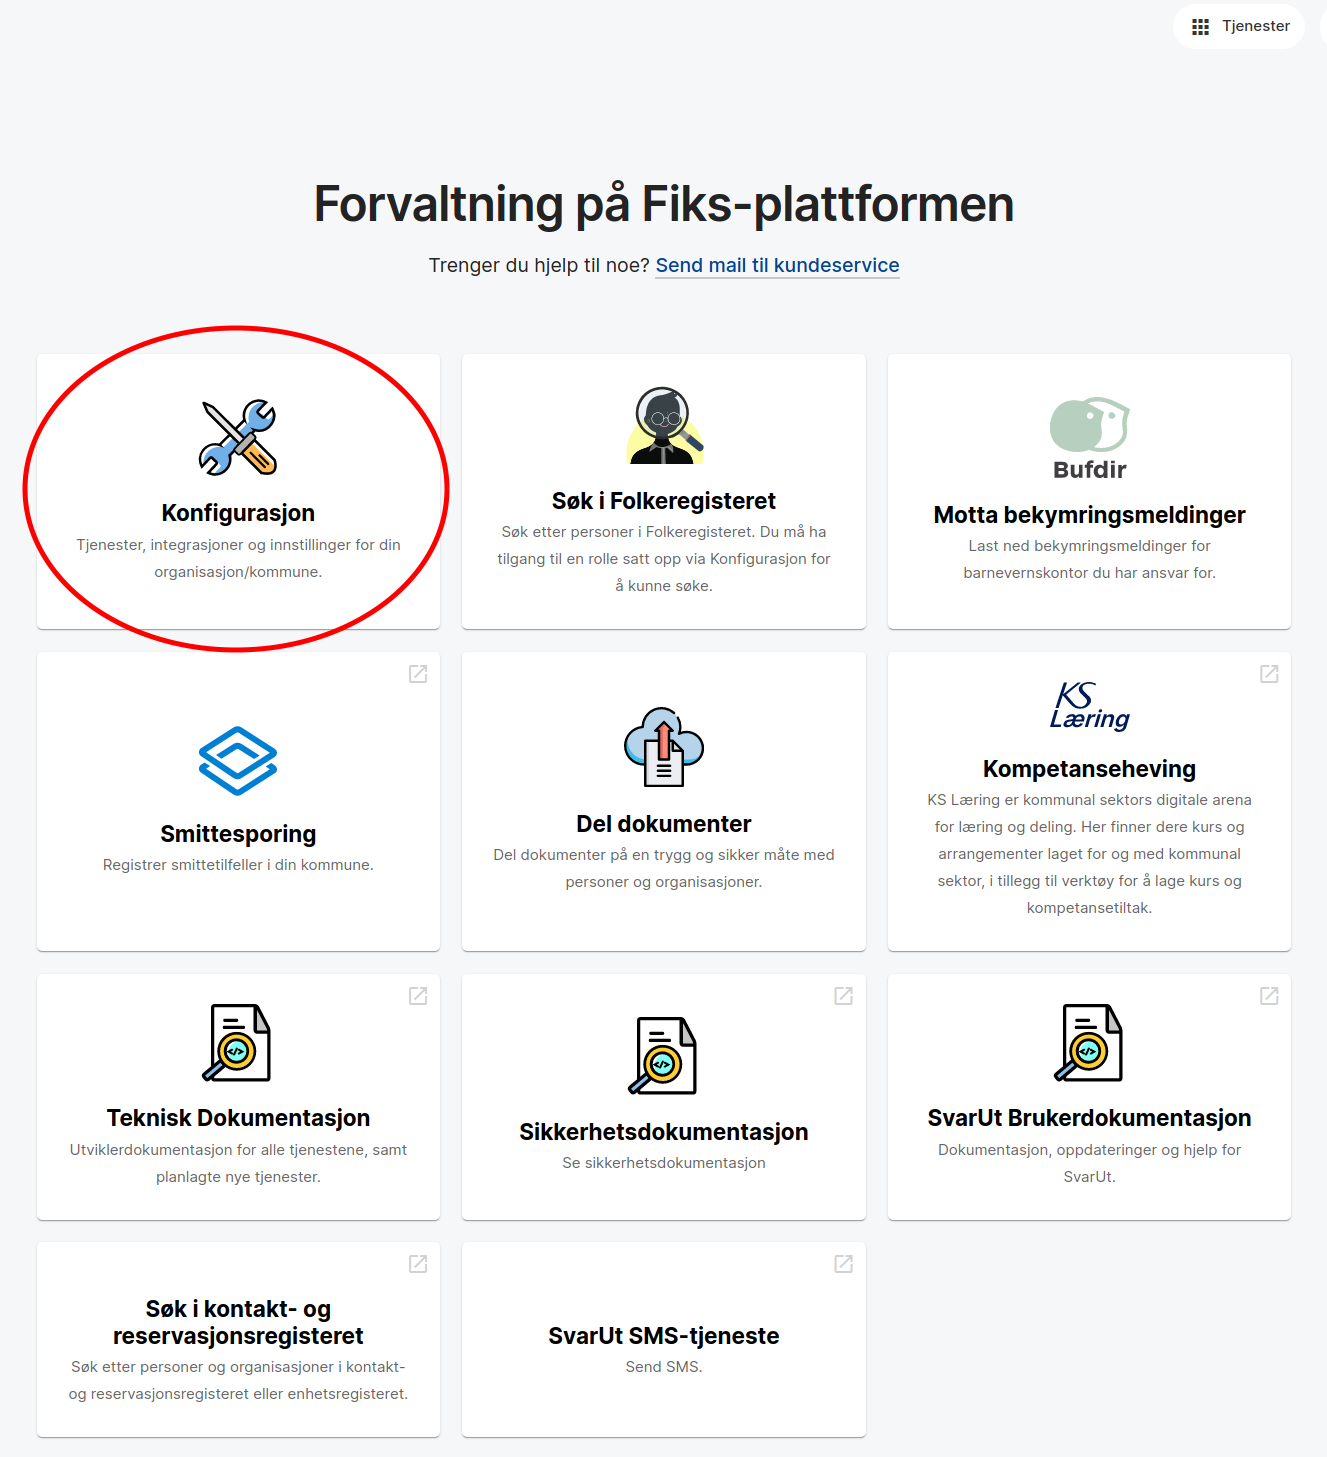 Tjenester
Forvaltning på Fiks-plattformen
Trenger du hjelp til noe? Send mail til kundeservice
Konfigurasjon
Tjenester, integrasjoner og innstillinger for din
organisasjon/kommune.
Søk i Folkeregisteret
Søk etter personer i Folkeregisteret. Du må ha
tilgang til en rolle satt opp via Konfigurasjon for
å kunne søke.
Bufdir
Motta bekymringsmeldinger
Last ned bekymringsmeldinger for
barnevernskontor du har ansvar for.
Smittesporing
Registrer smittetilfeller i din kommune.
Del dokumenter
Del dokumenter på en trygg og sikker måte med
personer og organisasjoner.
KS
Læring
Kompetanseheving
KS Læring er kommunal sektors digitale arena
for læring og deling. Her finner dere kurs og
arrangementer laget for og med kommunal
sektor, i tillegg til verktøy for å lage kurs og
kompetansetiltak.
Teknisk Dokumentasjon
Utviklerdokumentasjon for alle tjenestene, samt
planlagte nye tjenester.
Sikkerhetsdokumentasjon
Se sikkerhetsdokumentasjon
SvarUt Brukerdokumentasjon
Dokumentasjon, oppdateringer og hjelp for
SvarUt.
Søk i kontakt- og
reservasjonsregisteret
Søk etter personer og organisasjoner i kontakt-
og reservasjonsregisteret eller enhetsregisteret.
SvarUt SMS-tjeneste
Send SMS.